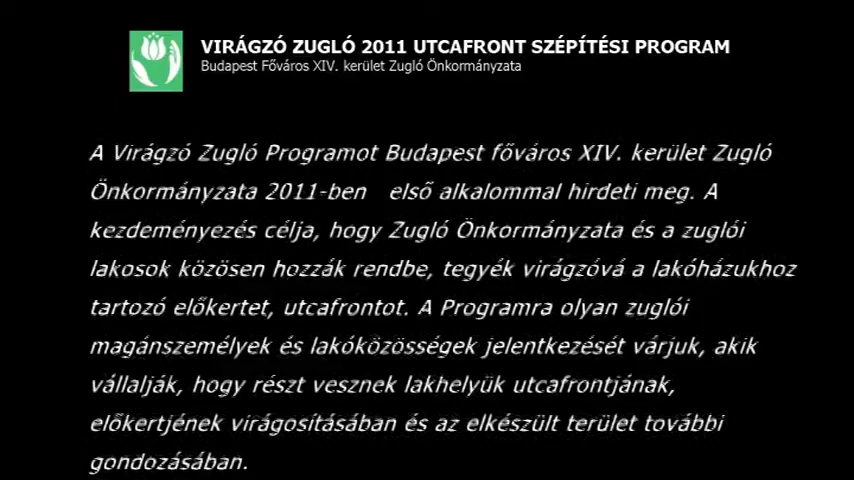 VIRÁGZÓ ZUGLÓ 2011 UTCAFRONT SZÉPÍTÉSI PROGRAM
Budapest Főváros XIV. kerület Zugló Önkormányzata
A Virágzó Zugló Programot Budapest főváros XIV. kerület Zugló
Önkormányzata 2011-ben első alkalommal hirdeti meg. A
kezdeményezés célja, hogy Zugló Önkormányzata és a zuglói
lakosok közösen hozzák rendbe, tegyék virágzóvá a lakóházukhoz
tartozó előkertet, utcafrontot. A Programra olyan zuglói
magánszemélyek és lakóközösségek jelentkezését várjuk, akik
vállalják, hogy részt vesznek lakhelyük utcafrontjának,
előkertjének virágosításában és az elkészült terület további
gondozásában.